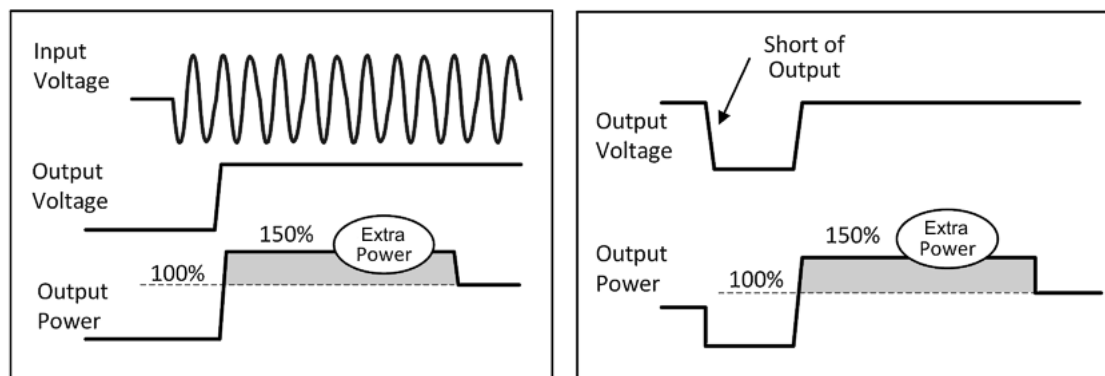 Input
Voltage
Output
Voltage
150%
Extra
Power
100%
Output
Power
Short of
Output
Output
Voltage
150%
Extra
Power
Output
Power
100%